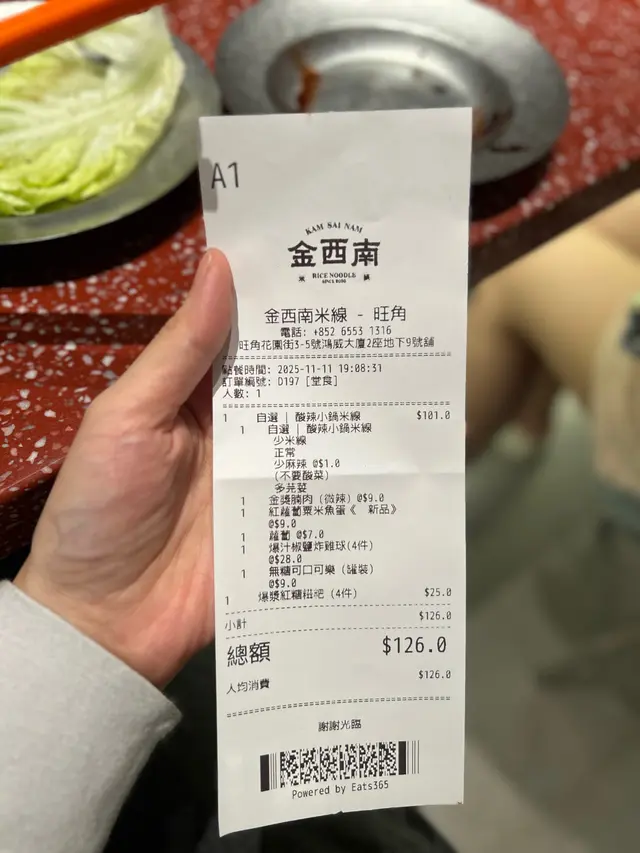 A1
KAM SAI NAM
金西南
米 RICE NOODLE 線
金西南米線 - 旺角
電話: +852 6553 1316
旺角花園街3-5號鴻威大廈2座地下9號舖
點餐時間: 2025-11-11 19:08:31
訂單編號: D197 [堂食]
人數: 1
1 自選 | 酸辣小鍋米線 $101.0
1 自選 | 酸辣小鍋米線
少米線
正常
少麻辣 @$1.0
(不要酸菜)
多芫荽
1 金獎腩肉 (微辣) @$9.0
1 紅蘿蔔粟米魚蛋《 新品》
@$9.0
1 蘿蔔 @$7.0
1 爆汁椒鹽炸雞球(4件)
@$28.0
1 無糖可口可樂 (罐裝)
@$9.0
1 爆漿紅糖糍粑 (4件) $25.0
小計 $126.0
總額 $126.0
人均消費 $126.0
謝謝光臨
Powered by Eats365